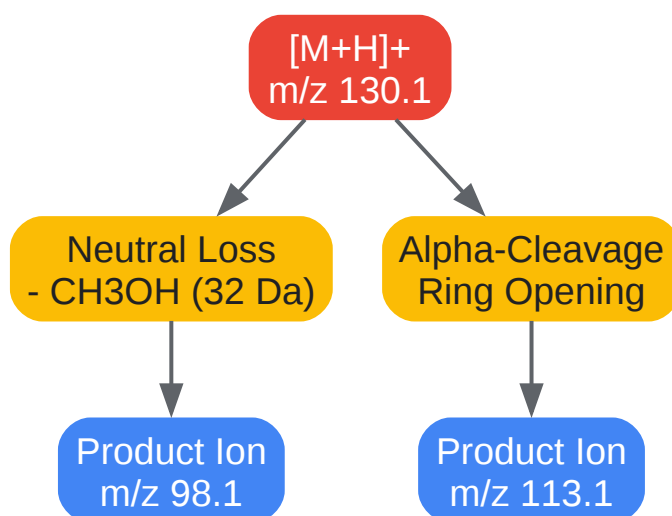 [M+H]+
m/z 130.1
Neutral Loss
- CH3OH (32 Da)
Alpha-Cleavage
Ring Opening
Product Ion
m/z 98.1
Product Ion
m/z 113.1